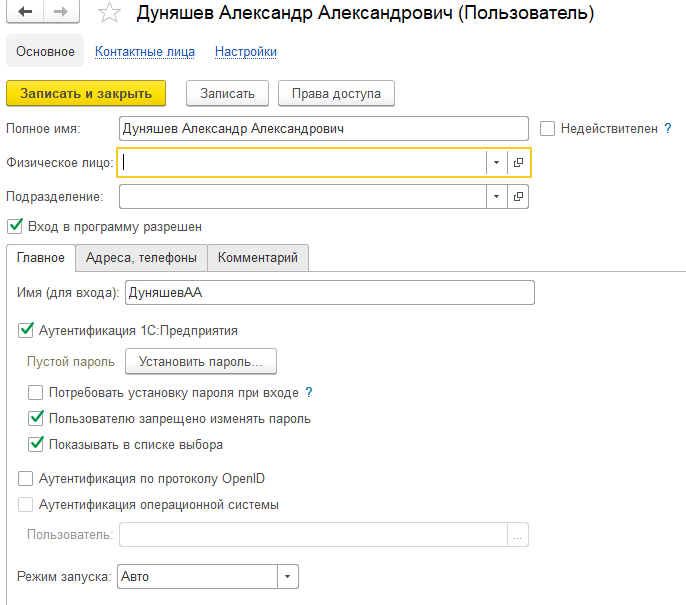 Дуняшев Александр Александрович (Пользователь)
Основное Контактные лица Настройки
Записать и закрыть Записать Права доступа
Полное имя: Дуняшев Александр Александрович Недействителен ?
Физическое лицо:
Подразделение:
Вход в программу разрешен
Главное Адреса, телефоны Комментарий
Имя (для входа): ДуняшевАА
Аутентификация 1С:Предприятия
Пустой пароль Установить пароль...
Потребовать установку пароля при входе ?
Пользователю запрещено изменять пароль
Показывать в списке выбора
Аутентификация по протоколу OpenID
Аутентификация операционной системы
Пользователь: ...
Режим запуска: Авто